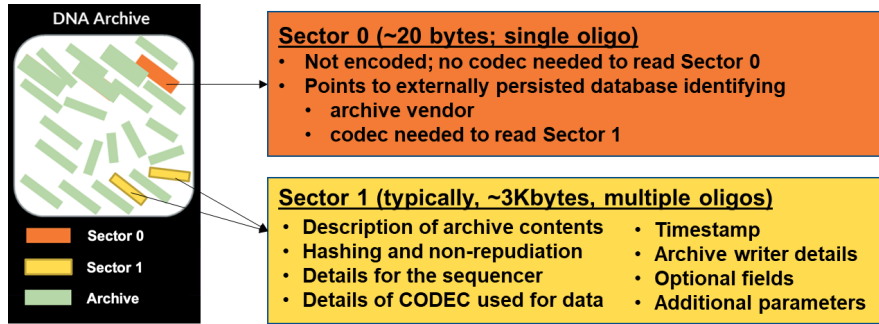 DNA Archive
Sector 0
Sector 1
Archive
Sector 0 (~20 bytes; single oligo)
• Not encoded; no codec needed to read Sector 0
• Points to externally persisted database identifying
• archive vendor
• codec needed to read Sector 1
Sector 1 (typically, ~3Kbytes, multiple oligos)
• Description of archive contents
• Hashing and non-repudiation
• Details for the sequencer
• Details of CODEC used for data
• Timestamp
• Archive writer details
• Optional fields
• Additional parameters